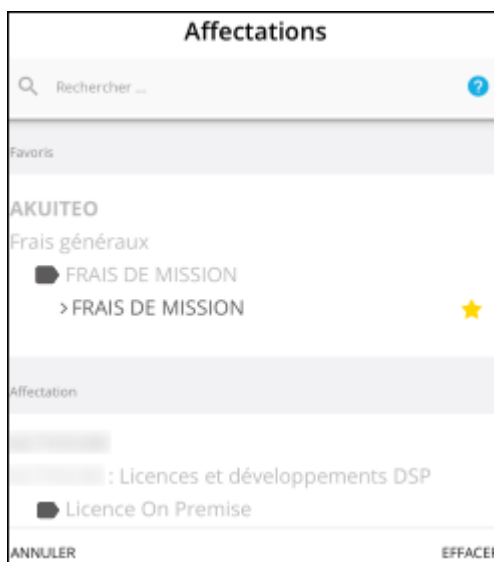 Affectations
Rechercher ...
?
Favoris
AKUITEO
Frais généraux
FRAIS DE MISSION
> FRAIS DE MISSION
Affectation
: Licences et développements DSP
Licence On Premise
ANNULER
EFFACER